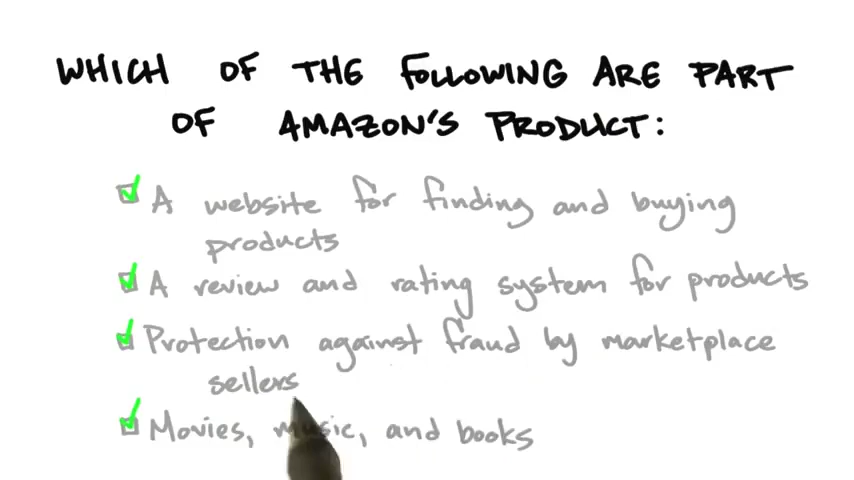 WHICH OF THE FOLLOWING ARE PART
OF AMAZON'S PRODUCT:
A website for finding and buying
products
A review and rating system for products
Protection against fraud by marketplace
sellers
Movies, music, and books